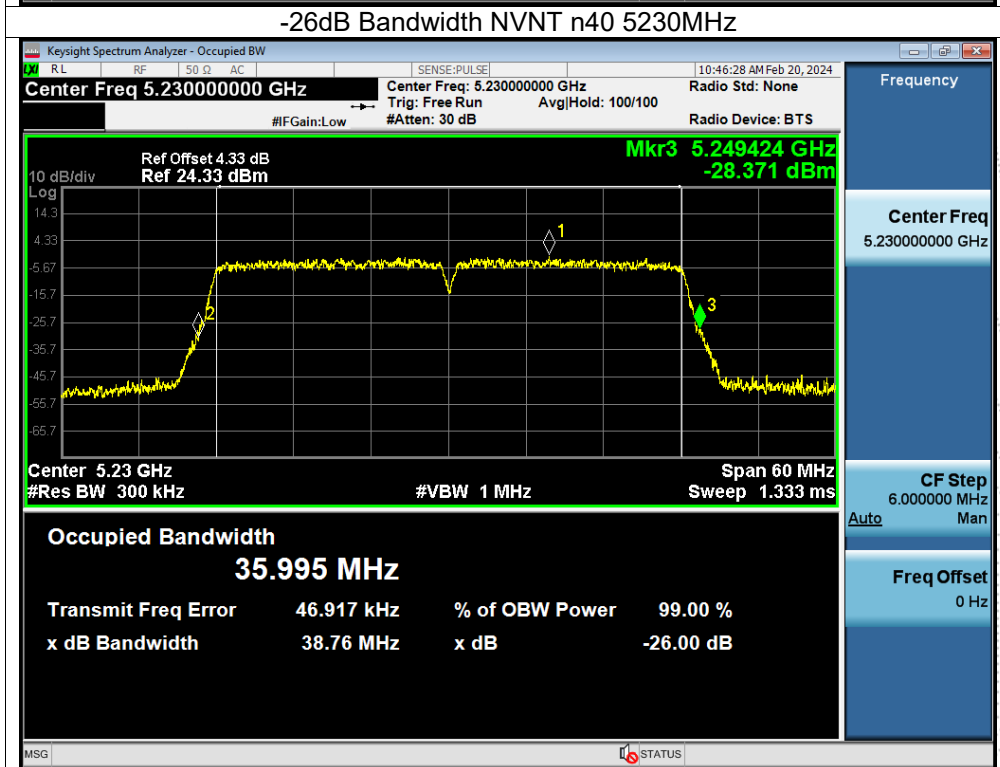 -26dB Bandwidth NVNT n40 5230MHz
Keysight Spectrum Analyzer - Occupied BW
LXI RL RF 50 Ω AC SENSE:PULSE 10:46:28 AM Feb 20, 2024
Center Freq 5.230000000 GHz Center Freq: 5.230000000 GHz Radio Std: None
Trig: Free Run Avg|Hold: 100/100
#IFGain:Low #Atten: 30 dB Radio Device: BTS
Frequency
Mkr3 5.249424 GHz
Ref Offset 4.33 dB
10 dB/div Ref 24.33 dBm -28.371 dBm
Log
14.3
4.33
-5.67
-15.7
-25.7
-35.7
-45.7
-55.7
-65.7
1
2
3
Center 5.23 GHz Span 60 MHz
#Res BW 300 kHz #VBW 1 MHz Sweep 1.333 ms
Center Freq
5.230000000 GHz
CF Step
6.000000 MHz
Auto Man
Freq Offset
0 Hz
Occupied Bandwidth
35.995 MHz
Transmit Freq Error 46.917 kHz % of OBW Power 99.00 %
x dB Bandwidth 38.76 MHz x dB -26.00 dB
MSG STATUS